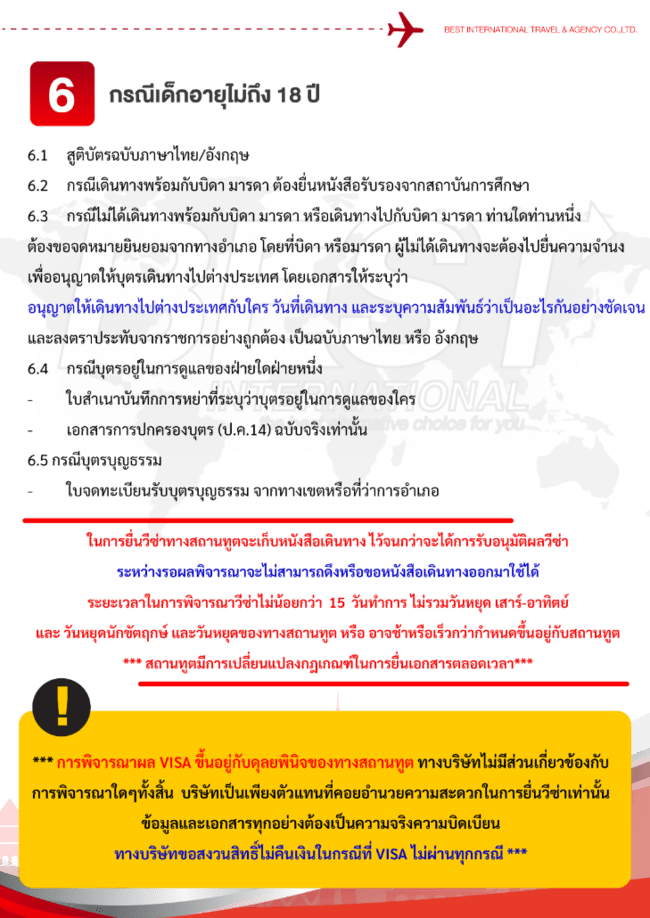 BEST INTERNATIONAL TRAVEL & AGENCY CO.,LTD.
6 กรณีเด็กอายุไม่ถึง 18 ปี
6.1 สูติบัตรฉบับภาษาไทย/อังกฤษ
6.2 กรณีเดินทางพร้อมกับบิดา มารดา ต้องยื่นหนังสือรับรองจากสถาบันการศึกษา
6.3 กรณีไม่ได้เดินทางพร้อมกับบิดา มารดา หรือเดินทางไปกับบิดา มารดา ท่านใดท่านหนึ่ง
ต้องขอจดหมายยินยอมจากทางอำเภอ โดยที่บิดา หรือมารดา ผู้ไม่ได้เดินทางจะต้องไปยื่นความจำนง
เพื่ออนุญาตให้บุตรเดินทางไปต่างประเทศ โดยเอกสารให้ระบุว่า
อนุญาตให้เดินทางไปต่างประเทศกับใคร วันที่เดินทาง และระบุความสัมพันธ์ว่าเป็นอะไรกันอย่างชัดเจน
และลงตราประทับจากราชการอย่างถูกต้อง เป็นฉบับภาษาไทย หรือ อังกฤษ
6.4 กรณีบุตรอยู่ในการดูแลของฝ่ายใดฝ่ายหนึ่ง
- ใบสำเนาบันทึกการหย่าที่ระบุว่าบุตรอยู่ในการดูแลของใคร
- เอกสารการปกครองบุตร (ป.ค.14) ฉบับจริงเท่านั้น
6.5 กรณีบุตรบุญธรรม
- ใบจดทะเบียนรับบุตรบุญธรรม จากทางเขตหรือที่ว่าการอำเภอ
BEST
INTERNATIONAL
ative choice for you
ในการยื่นวีซ่าทางสถานทูตจะเก็บหนังสือเดินทาง ไว้จนกว่าจะได้การรับอนุมัติผลวีซ่า
ระหว่างรอผลพิจารณาจะไม่สามารถดึงหรือขอหนังสือเดินทางออกมาใช้ได้
ระยะเวลาในการพิจารณาวีซ่าไม่น้อยกว่า 15 วันทำการ ไม่รวมวันหยุด เสาร์-อาทิตย์
และ วันหยุดนักขัตฤกษ์ และวันหยุดของทางสถานทูต หรือ อาจช้าหรือเร็วกว่ากำหนดขึ้นอยู่กับสถานทูต
*** สถานทูตมีการเปลี่ยนแปลงกฎเกณฑ์ในการยื่นเอกสารตลอดเวลา***
!
*** การพิจารณาผล VISA ขึ้นอยู่กับดุลยพินิจของทางสถานทูต ทางบริษัทไม่มีส่วนเกี่ยวข้องกับ
การพิจารณาใดๆทั้งสิ้น บริษัทเป็นเพียงตัวแทนที่คอยอำนวยความสะดวกในการยื่นวีซ่าเท่านั้น
ข้อมูลและเอกสารทุกอย่างต้องเป็นความจริงความบิดเบียน
ทางบริษัทขอสงวนสิทธิ์ไม่คืนเงินในกรณีที่ VISA ไม่ผ่านทุกกรณี ***